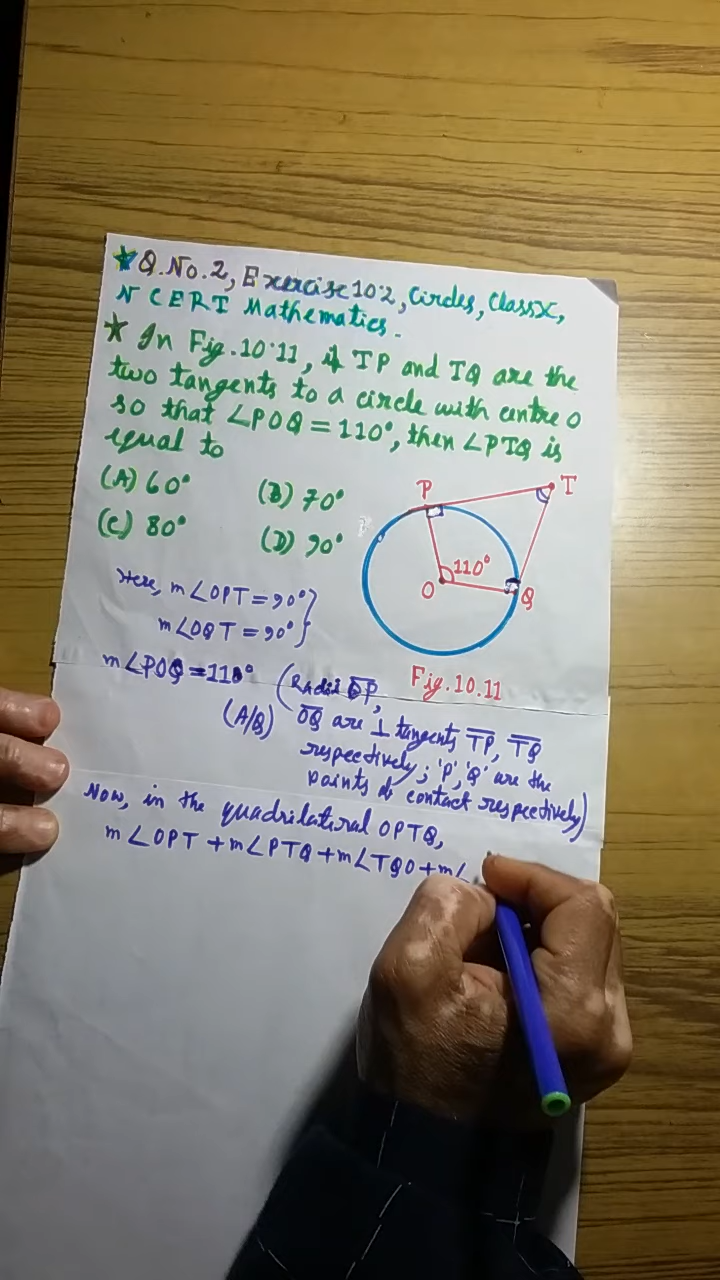 ★ Q.No.2, Exercise 10.2, Circles, Class X,
NCERT Mathematics.
★ In Fig.10.11, if TP and TQ are the
two tangents to a circle with centre O
so that ∠POQ = 110°, then ∠PTQ is
equal to
(A) 60° (B) 70°
(C) 80° (D) 90°
P T
110°
O Q
Fig.10.11
Here, m∠OPT = 90°}
m∠OQT = 90°}
m∠POQ = 110° (Radii OP,
(A/Q) OQ are ⊥ tangents TP, TQ
respectively; 'P', 'Q' are the
points of contact respectively)
Now, in the quadrilateral OPTQ,
m∠OPT + m∠PTQ + m∠TQO + m∠